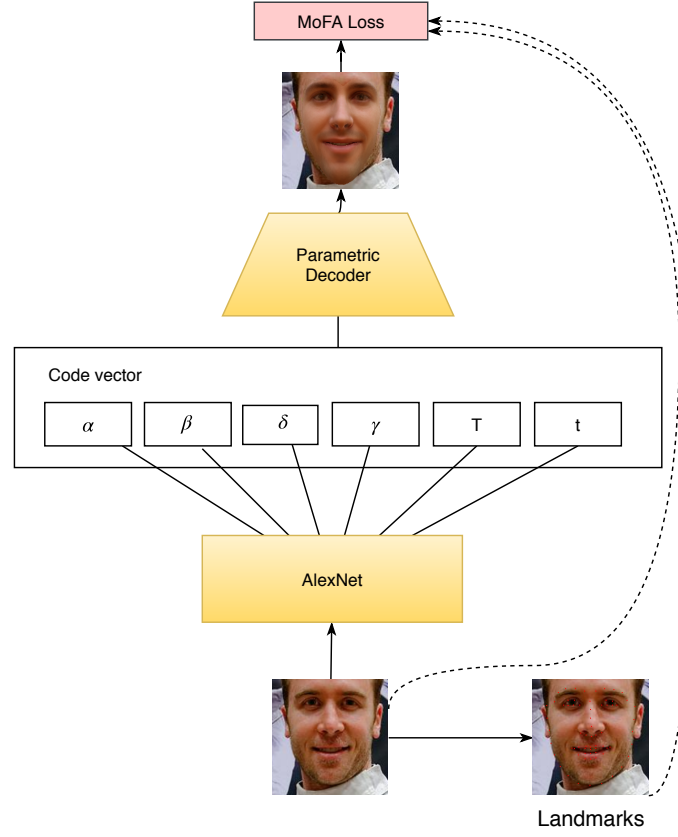 MoFA Loss
Parametric
Decoder
Code vector
α
β
δ
γ
T
t
AlexNet
Landmarks